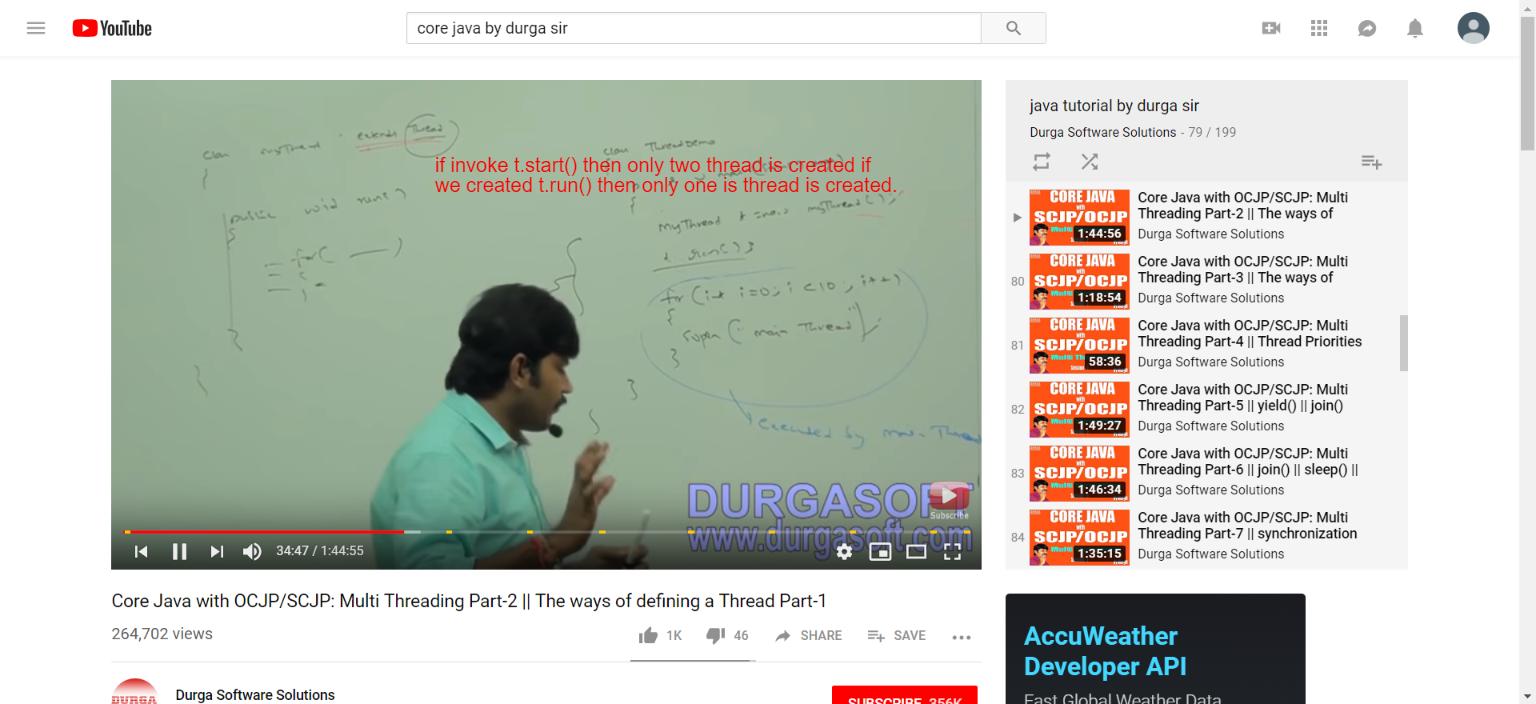 YouTube
core java by durga sir
class myThread extends Thread
{
public void run()
{
for( )
}
class ThreadDemo
if invoke t.start() then only two thread is created if
we created t.run() then only one is thread is created.
{
myThread t = new myThread();
t.run();
for (int i=0; i<10; i++)
{
sopln("main Thread");
}
}
executed by main Thread
DURGASOFT
www.durgasoft.com
Subscribe
34:47 / 1:44:55
java tutorial by durga sir
Durga Software Solutions - 79 / 199
CORE JAVA
with
SCJP/OCJP
1:44:56
Core Java with OCJP/SCJP: Multi
Threading Part-2 || The ways of
Durga Software Solutions
80
CORE JAVA
with
SCJP/OCJP
1:18:54
Core Java with OCJP/SCJP: Multi
Threading Part-3 || The ways of
Durga Software Solutions
81
CORE JAVA
with
SCJP/OCJP
58:36
Core Java with OCJP/SCJP: Multi
Threading Part-4 || Thread Priorities
Durga Software Solutions
82
CORE JAVA
with
SCJP/OCJP
1:49:27
Core Java with OCJP/SCJP: Multi
Threading Part-5 || yield() || join()
Durga Software Solutions
83
CORE JAVA
with
SCJP/OCJP
1:46:34
Core Java with OCJP/SCJP: Multi
Threading Part-6 || join() || sleep() ||
Durga Software Solutions
84
CORE JAVA
with
SCJP/OCJP
1:35:15
Core Java with OCJP/SCJP: Multi
Threading Part-7 || synchronization
Durga Software Solutions
Core Java with OCJP/SCJP: Multi Threading Part-2 || The ways of defining a Thread Part-1
264,702 views
1K 46 SHARE SAVE
DURGA
Durga Software Solutions
SUBSCRIBE 356K
AccuWeather
Developer API
Fast Global Weather Data